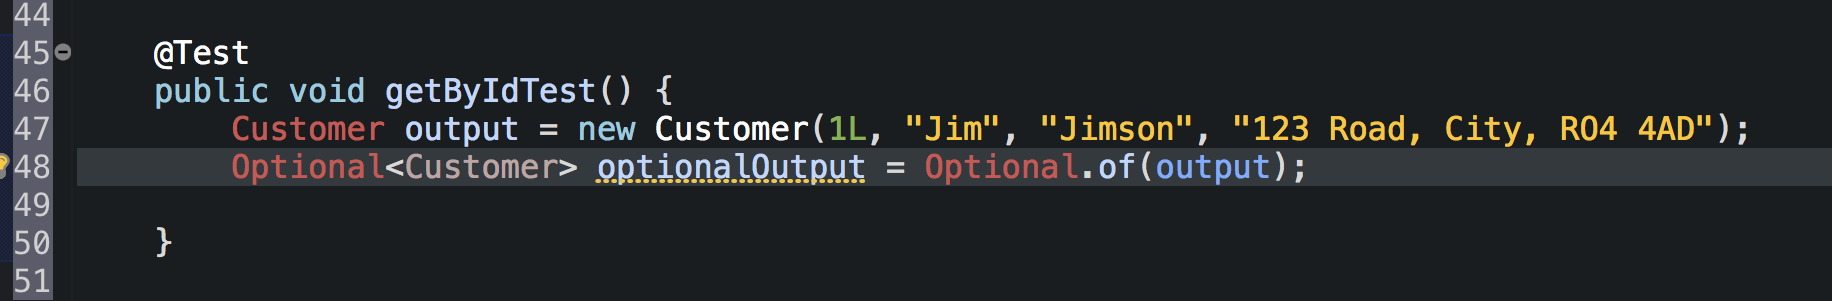 44
45 @Test
46 public void getByIdTest() {
47 Customer output = new Customer(1L, "Jim", "Jimson", "123 Road, City, RO4 4AD");
48 Optional<Customer> optionalOutput = Optional.of(output);
49
50 }
51